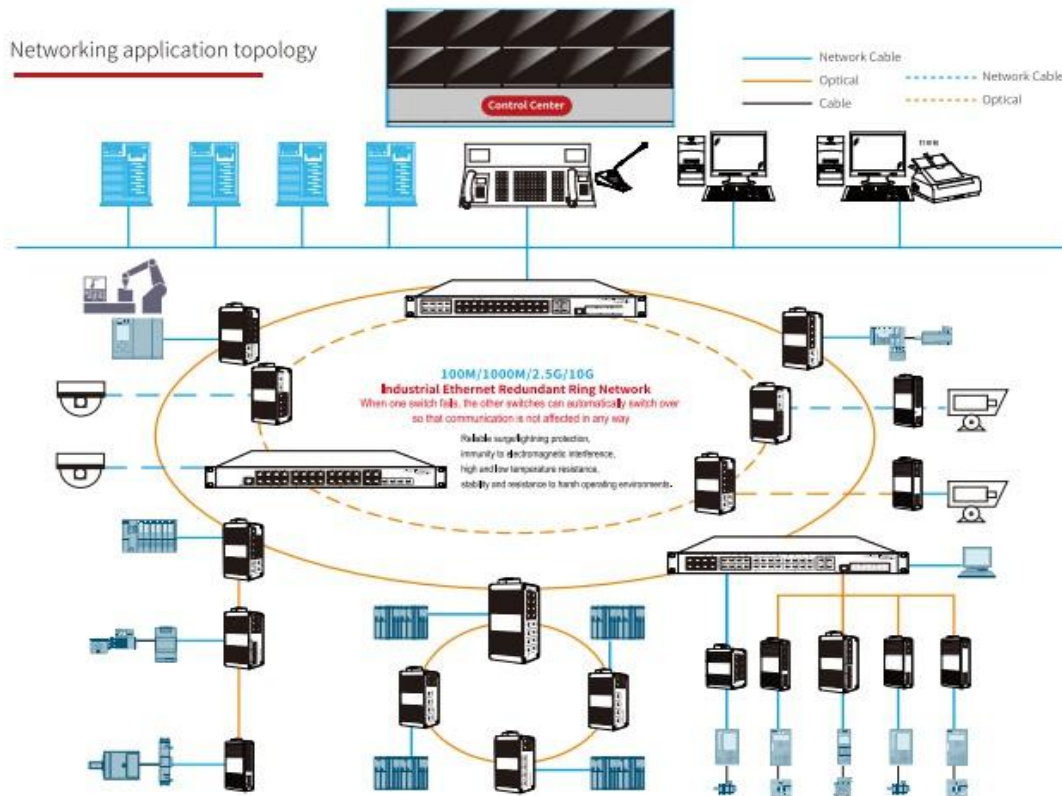 Networking application topology
Control Center
Network Cable
Optical
Cable
Network Cable
Optical
100M/1000M/2.5G/10G
Industrial Ethernet Redundant Ring Network
When one switch fails, the other switches can automatically switch over
so that communication is not affected in any way
Reliable surge/lightning protection,
immunity to electromagnetic interference,
high and low temperature resistance,
stability and resistance to harsh operating environments.